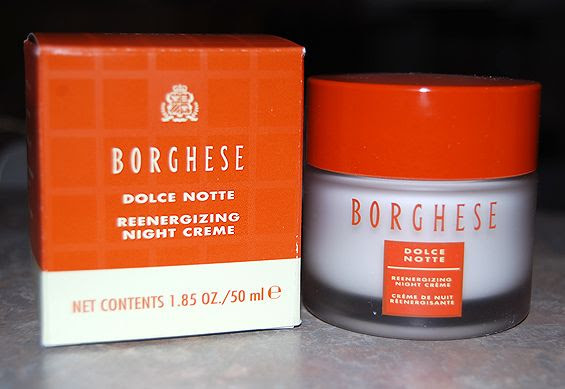 BORGHESE
DOLCE NOTTE
REENERGIZING
NIGHT CREME
NET CONTENTS 1.85 OZ./50 ml ℮
BORGHESE
DOLCE
NOTTE
REENERGIZING
NIGHT CRÈME
CRÈME DE NUIT
RÉENERGISANTE